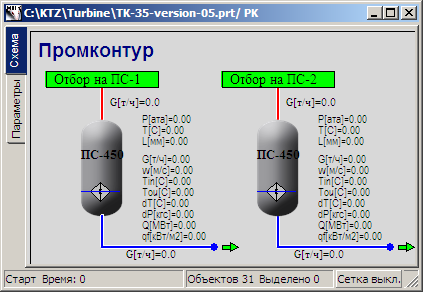 C:\KTZ\Turbine\TK-35-version-05.prt/ РК
Схема
Параметры
Промконтур
Отбор на ПС-1
G[т/ч]=0.0
ПС-450
P[ата]=0.00
T[C]=0.00
L[мм]=0.00
G[т/ч]=0.00
w[м/с]=0.00
Tin[C]=0.00
Tou[C]=0.00
dT[C]=0.00
dP[кгс]=0.00
Q[МВт]=0.00
qf[кВт/м2]=0.00
G[т/ч]=0.0
Отбор на ПС-2
G[т/ч]=0.0
ПС-450
P[ата]=0.00
T[C]=0.00
L[мм]=0.00
G[т/ч]=0.00
w[м/с]=0.00
Tin[C]=0.00
Tou[C]=0.00
dT[C]=0.00
dP[кгс]=0.00
Q[МВт]=0.00
qf[кВт/м2]=0.00
G[т/ч]=0.0
Старт Время: 0
Объектов 31 Выделено 0
Сетка выкл.